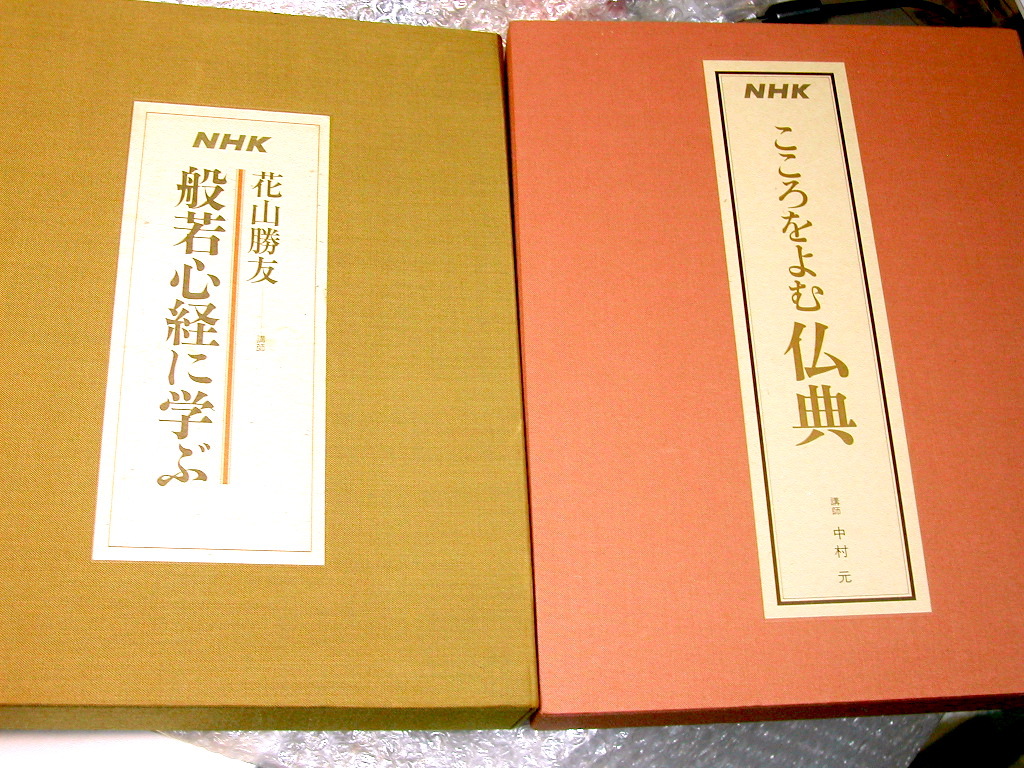 NHK
花山勝友
講師
般若心経に学ぶ
NHK
こころをよむ仏典
講師 中村 元